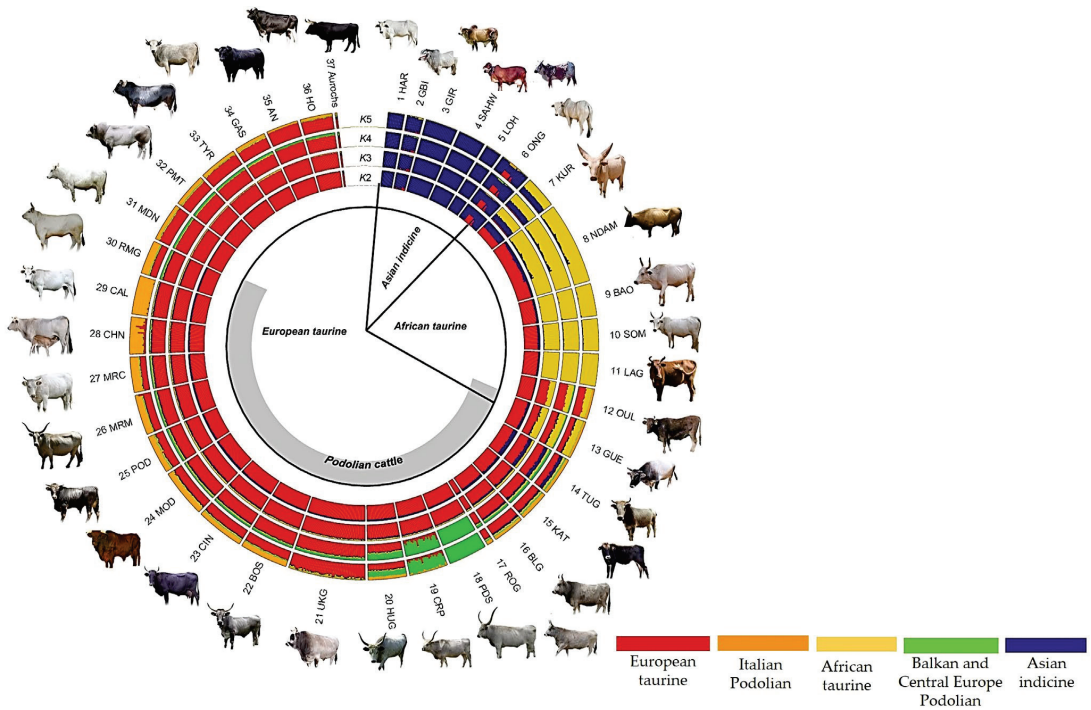 1 HAR
2 GBI
3 GIR
4 SAHW
5 LOH
6 ONG
7 KUR
8 NDAM
9 BAO
10 SOM
11 LAG
12 OUL
13 GUE
14 TUG
15 KAT
16 BLG
17 ROG
18 PDS
19 CRP
20 HUG
21 UKG
22 BOS
23 CIN
24 MOD
25 POD
26 MRM
27 MRC
28 CHN
29 CAL
30 RMG
31 MDN
32 PMT
33 TYR
34 GAS
35 AN
36 HO
37 Aurochs
K5
K4
K3
K2
Asian indicine
European taurine
African taurine
Podolian cattle
European
taurine
Italian
Podolian
African
taurine
Balkan and
Central Europe
Podolian
Asian
indicine